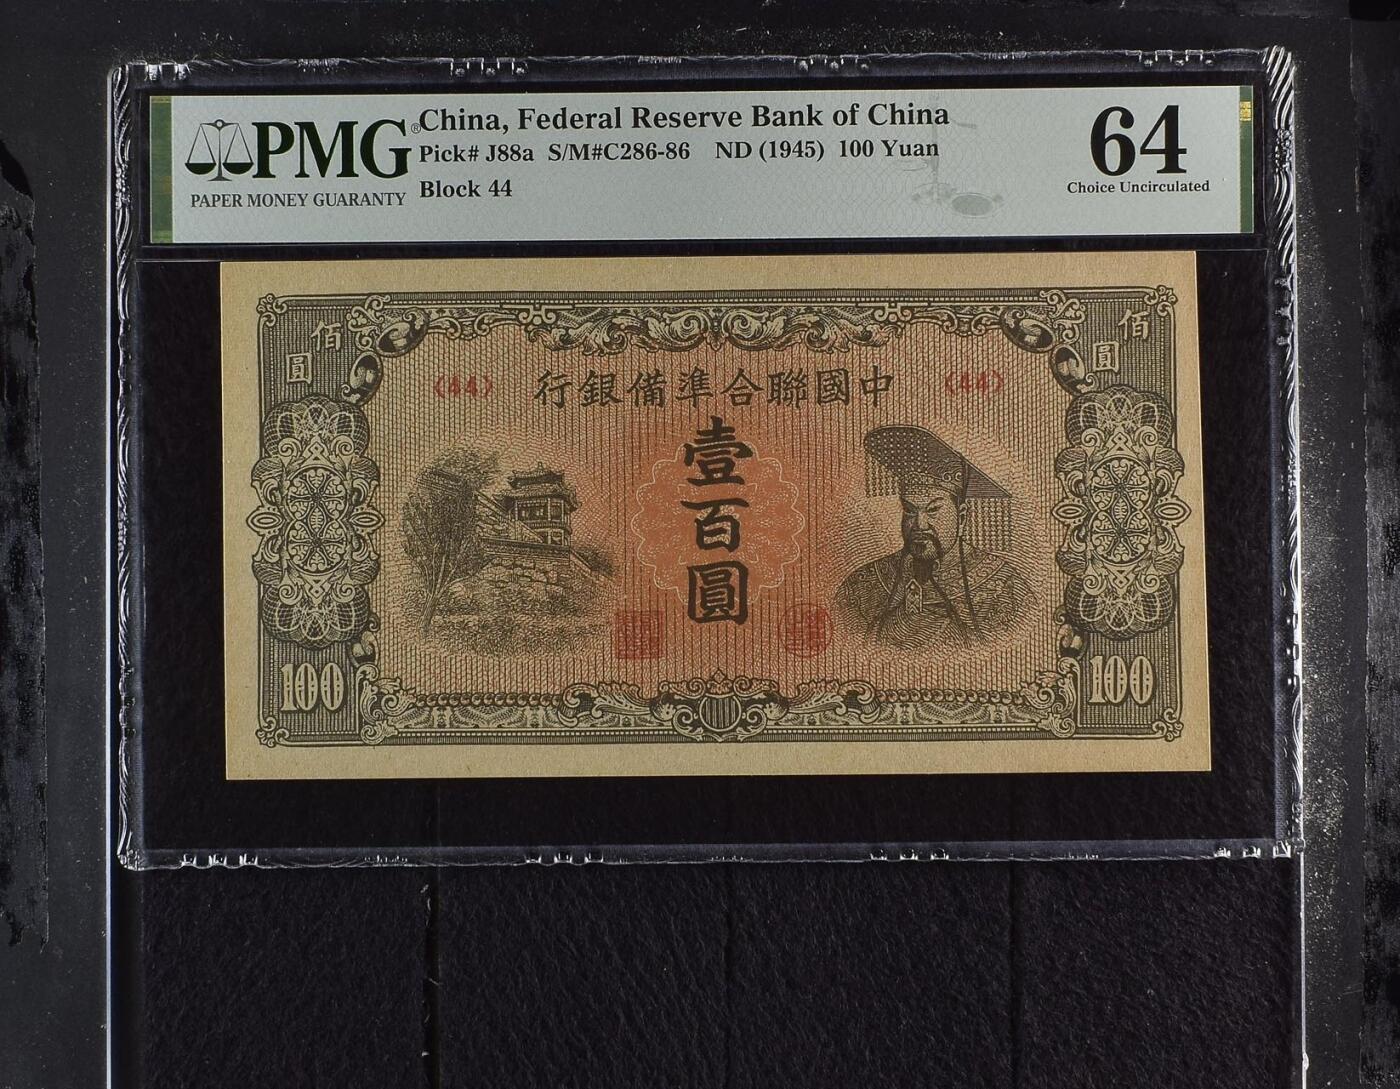 PMG®
PAPER MONEY GUARANTY
China, Federal Reserve Bank of China
Pick# J88a S/M#C286-86 ND (1945) 100 Yuan
Block 44
64
Choice Uncirculated
佰圓
佰圓
(44)
行銀備準合聯國中
(44)
壹百圓
100
100